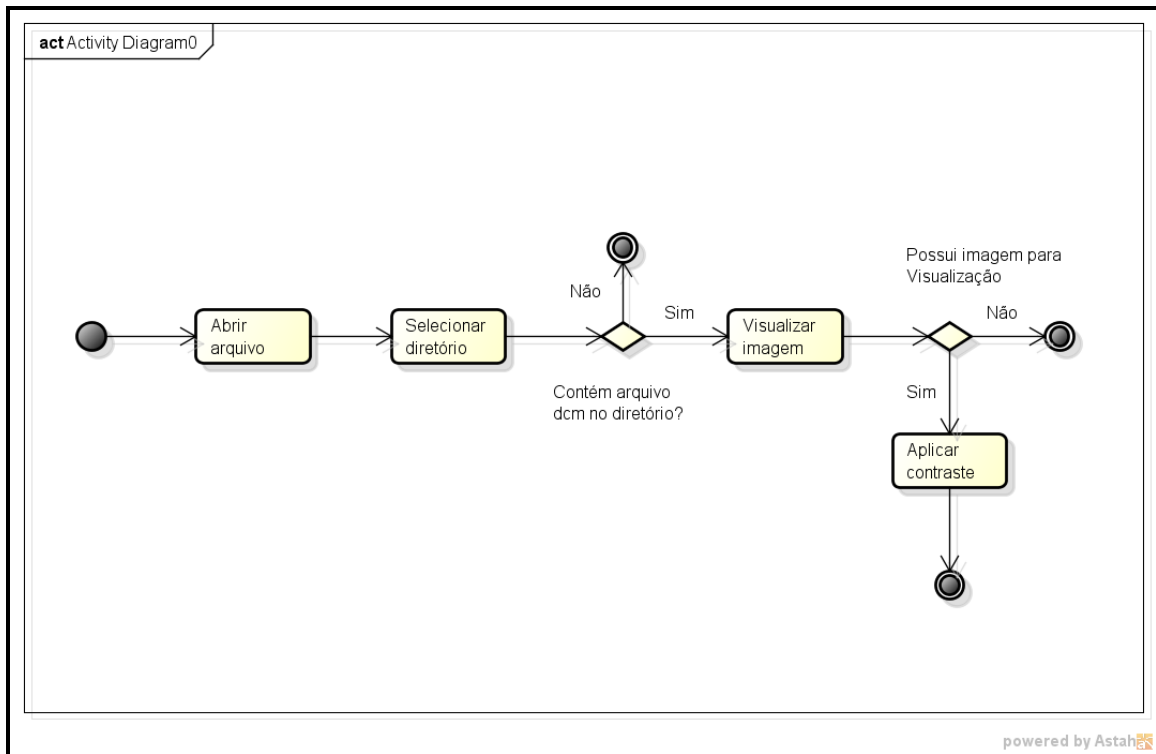 act Activity Diagram0
Abrir
arquivo
Selecionar
diretório
Não
Sim
Contém arquivo
dcm no diretório?
Visualizar
imagem
Possui imagem para
Visualização
Não
Sim
Aplicar
contraste
powered by Astah